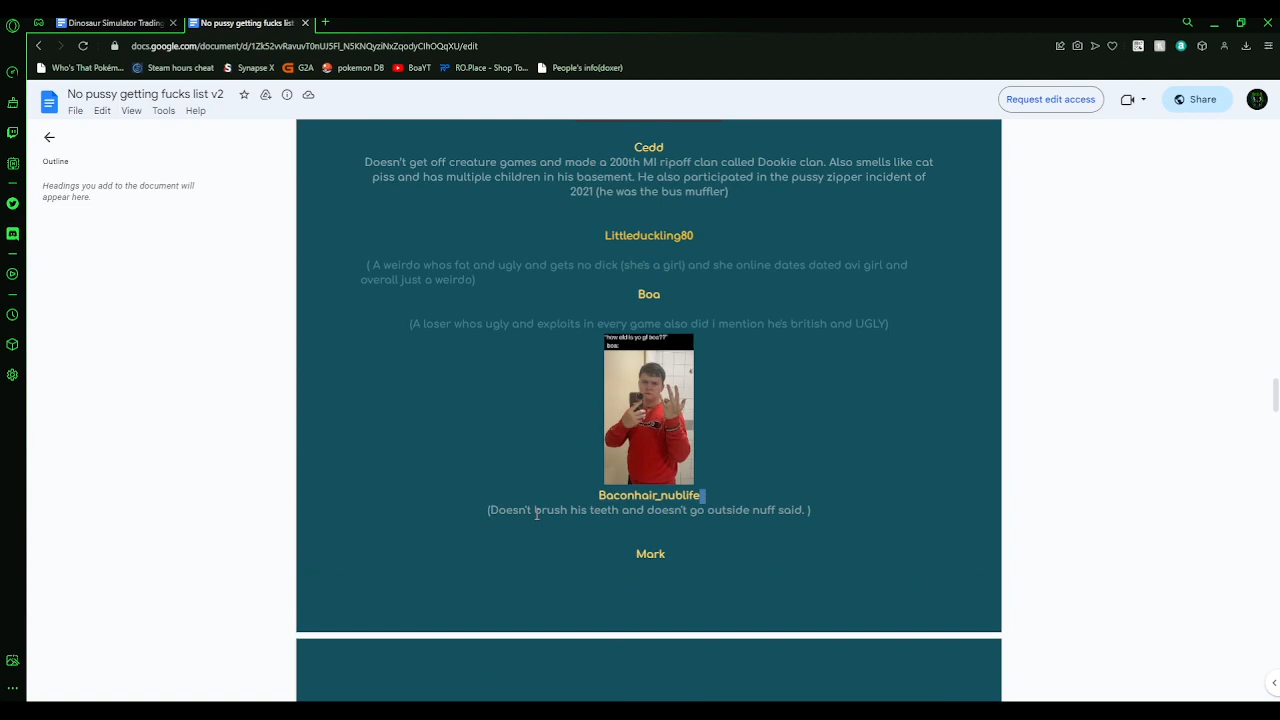 Dinosaur Simulator Trading
No pussy getting fucks list
docs.google.com/document/d/
Who's That Pokém...
Steam hours cheat
Synapse X
G2A
pokemon DB
BoaYT
RO.Place - Shop To...
People's info(doxer)
No pussy getting fucks list v2
File Edit View Tools Help
Request edit access
Share
Outline
Headings you add to the document will
appear here.
Cedd
Doesn't get off creature games and made a 200th MI ripoff clan called Dookie clan. Also smells like cat
piss and has multiple children in his basement. He also participated in the pussy zipper incident of
2021 (he was the bus muffler)
Littleduckling80
( A weirdo whos fat and ugly and gets no dick (she's a girl) and she online dates dated avi girl and
overall just a weirdo)
Boa
(A loser whos ugly and exploits in every game also did i mention he's british and UGLY)
"how old is yo gf boa??"
boa:
Baconhair_nublife
(Doesn't brush his teeth and doesn't go outside nuff said. )
Mark